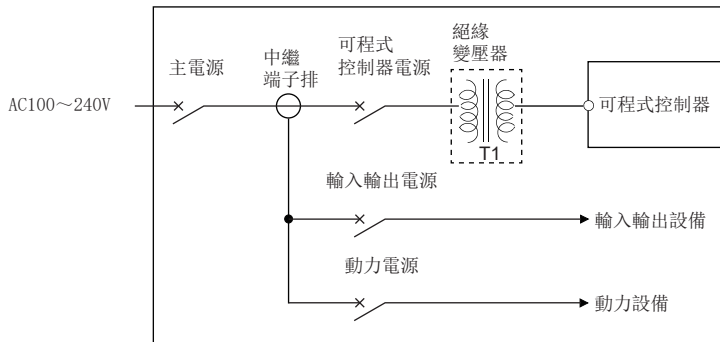 AC100～240V
主電源
中繼
端子排
可程式
控制器電源
絕緣
變壓器
T1
可程式控制器
輸入輸出電源
輸入輸出設備
動力電源
動力設備